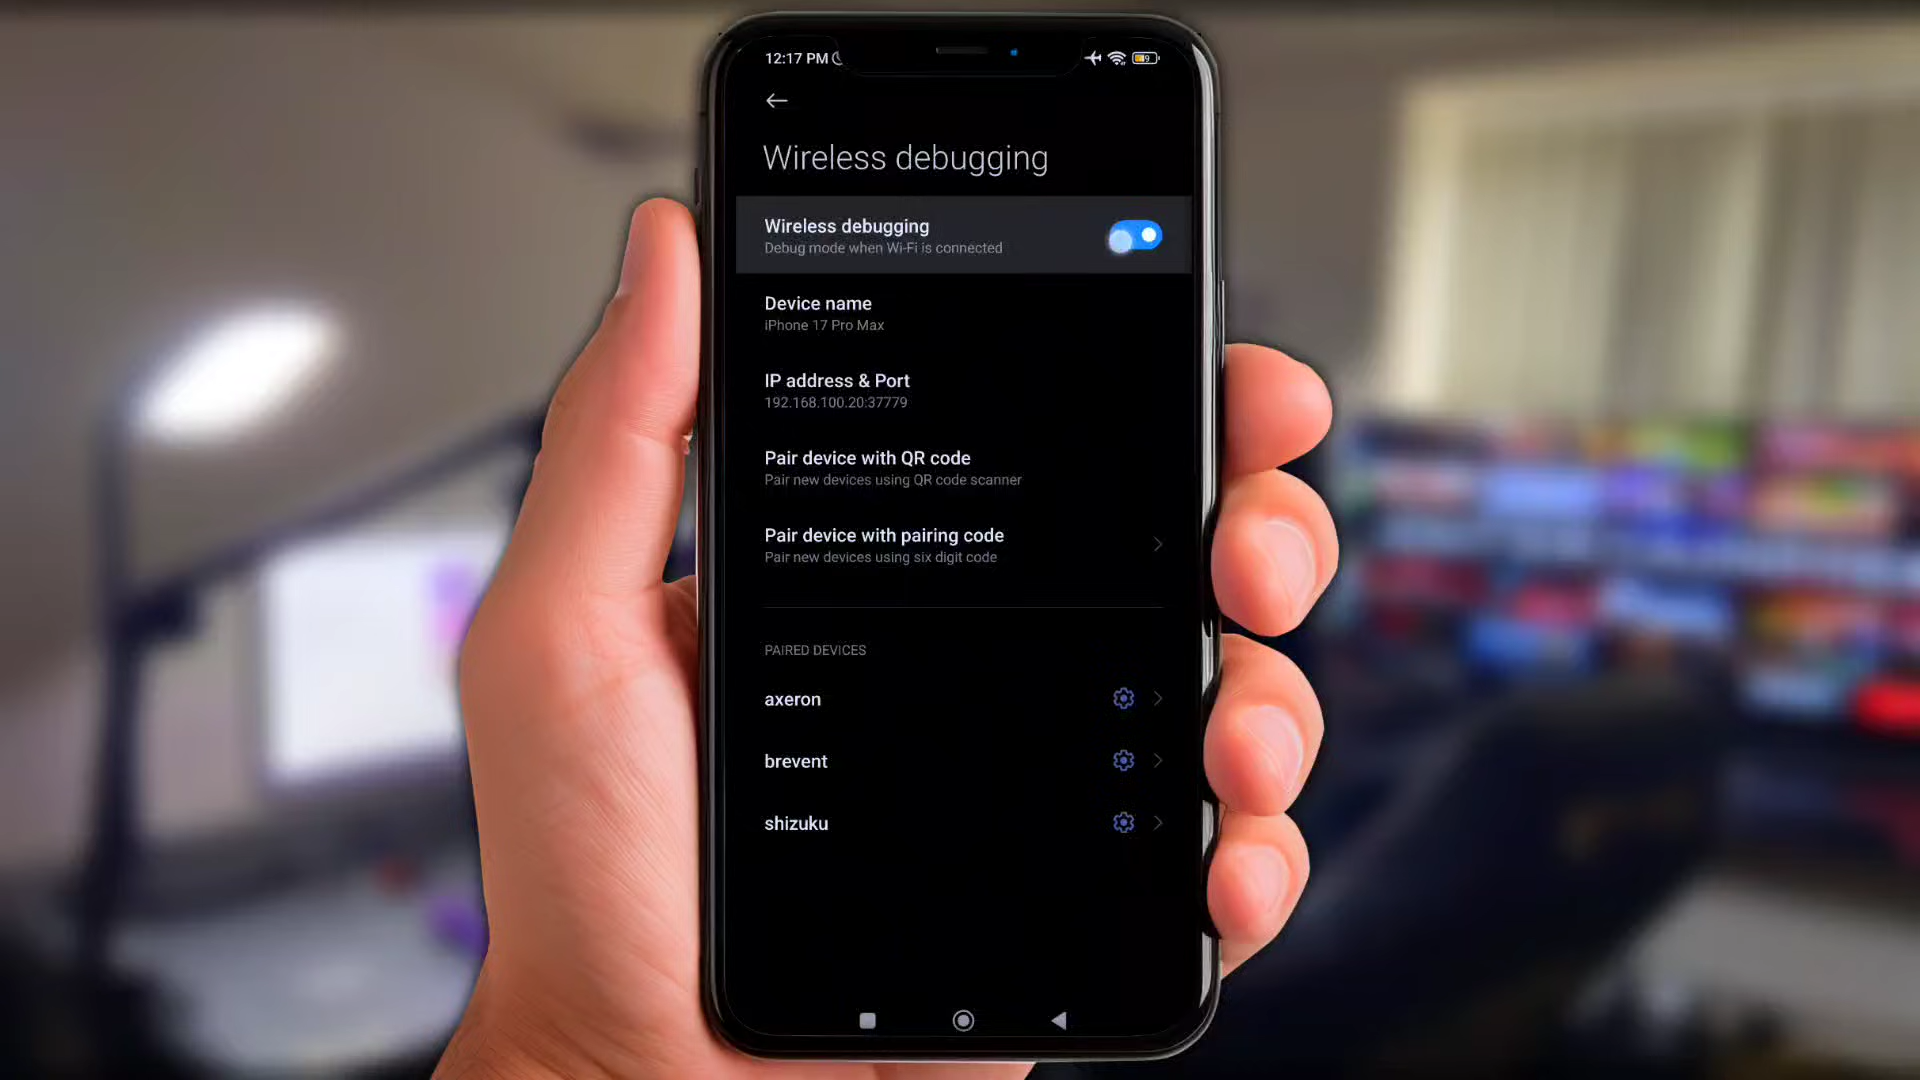 12:17 PM
Wireless debugging
Wireless debugging
Debug mode when Wi-Fi is connected
Device name
iPhone 17 Pro Max
IP address & Port
192.168.100.20:37779
Pair device with QR code
Pair new devices using QR code scanner
Pair device with pairing code
Pair new devices using six digit code
PAIRED DEVICES
axeron
brevent
shizuku